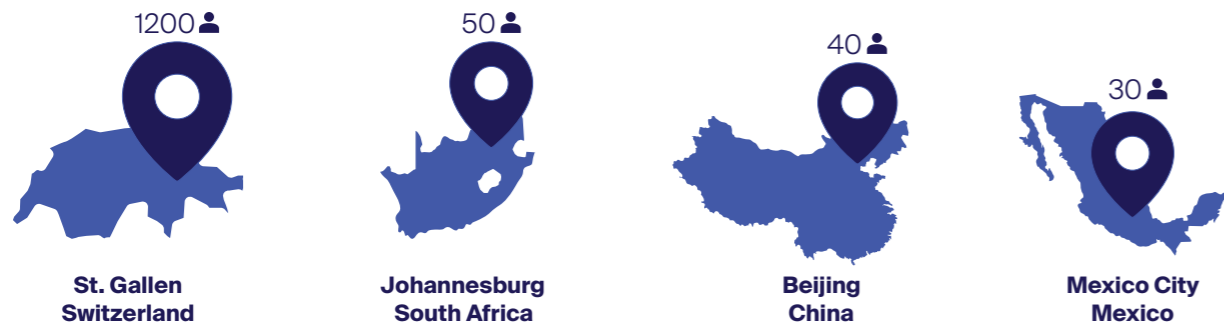 1200
50
40
30
St. Gallen
Switzerland
Johannesburg
South Africa
Beijing
China
Mexico City
Mexico